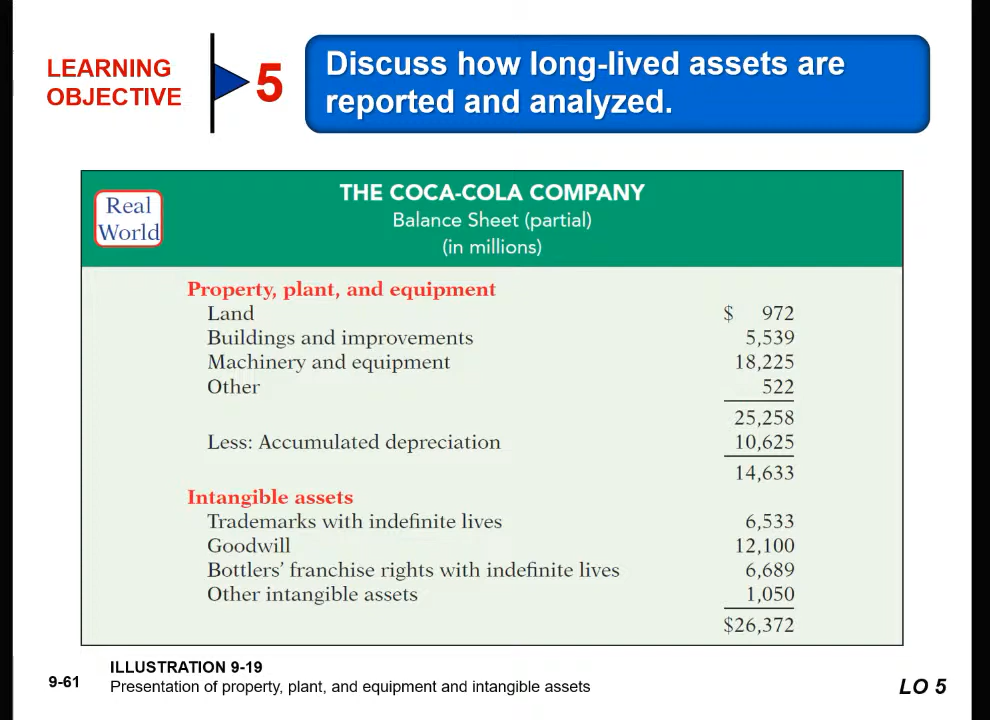 LEARNING
OBJECTIVE
5
Discuss how long-lived assets are
reported and analyzed.
Real
World
THE COCA-COLA COMPANY
Balance Sheet (partial)
(in millions)
Property, plant, and equipment
Land $ 972
Buildings and improvements 5,539
Machinery and equipment 18,225
Other 522
25,258
Less: Accumulated depreciation 10,625
14,633
Intangible assets
Trademarks with indefinite lives 6,533
Goodwill 12,100
Bottlers' franchise rights with indefinite lives 6,689
Other intangible assets 1,050
$26,372
ILLUSTRATION 9-19
9-61 Presentation of property, plant, and equipment and intangible assets
LO 5